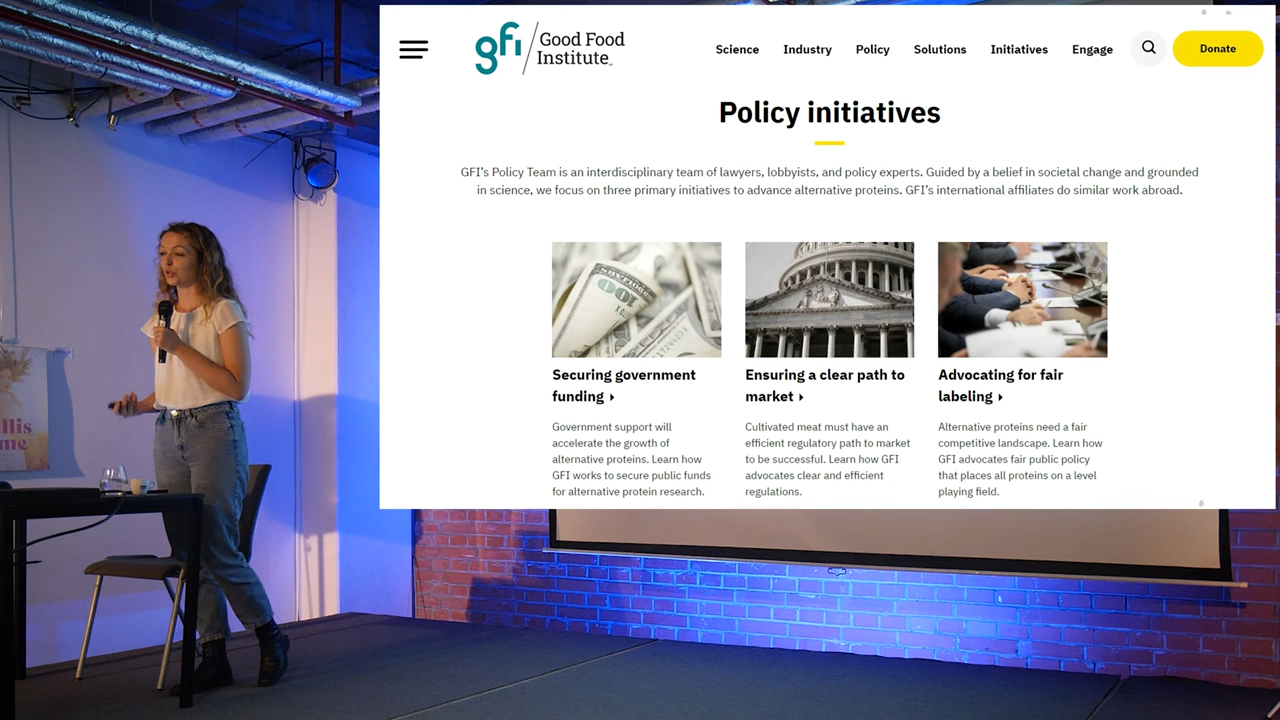 gfi Good Food
Institute™
Science Industry Policy Solutions Initiatives Engage Donate
Policy initiatives
GFI's Policy Team is an interdisciplinary team of lawyers, lobbyists, and policy experts. Guided by a belief in societal change and grounded
in science, we focus on three primary initiatives to advance alternative proteins. GFI's international affiliates do similar work abroad.
100
Securing government
funding
Government support will
accelerate the growth of
alternative proteins. Learn how
GFI works to secure public funds
for alternative protein research.
Ensuring a clear path to
market
Cultivated meat must have an
efficient regulatory path to market
to be successful. Learn how GFI
advocates clear and efficient
regulations.
Advocating for fair
labeling
Alternative proteins need a fair
competitive landscape. Learn how
GFI advocates fair public policy
that places all proteins on a level
playing field.
llis
me